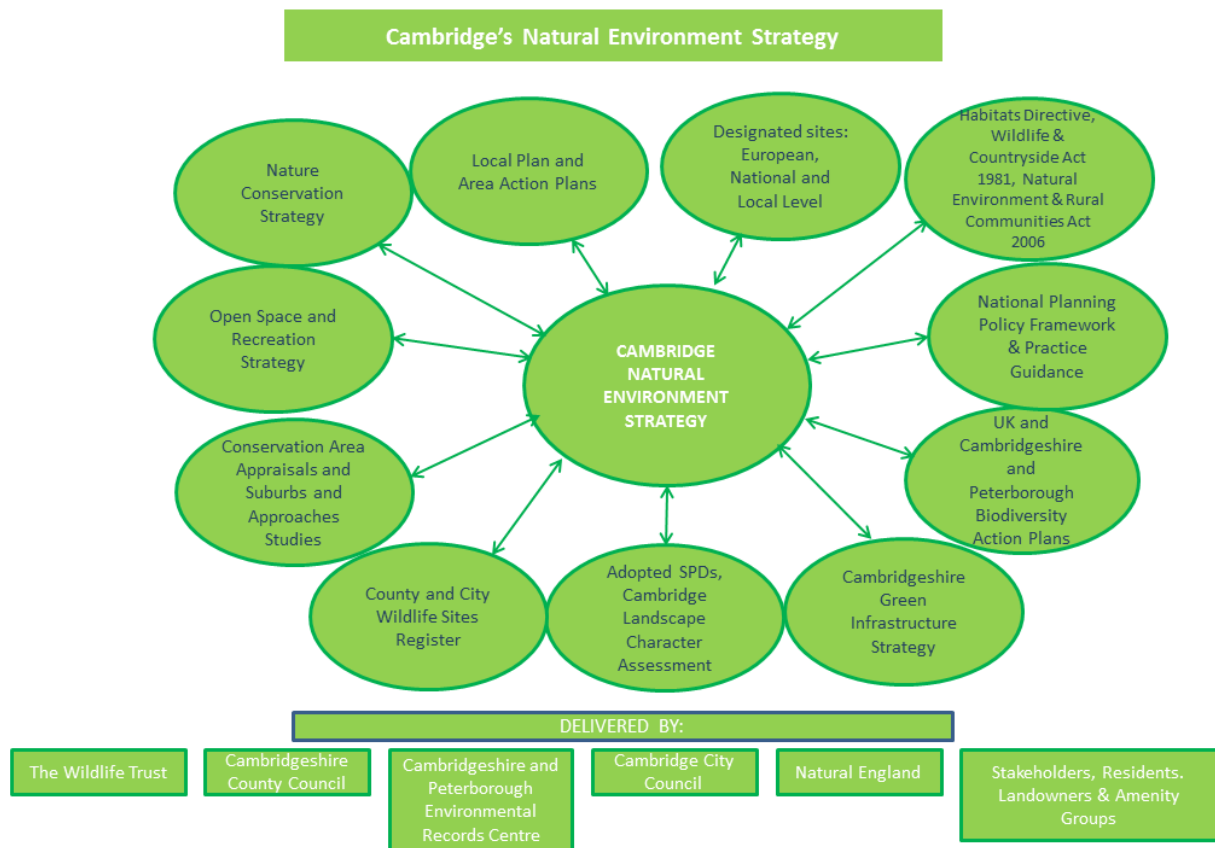 Cambridge's Natural Environment Strategy
Nature
Conservation
Strategy
Local Plan and
Area Action Plans
Designated sites:
European,
National and
Local Level
Habitats Directive,
Wildlife &
Countryside Act
1981, Natural
Environment & Rural
Communities Act
2006
Open Space and
Recreation
Strategy
CAMBRIDGE
NATURAL
ENVIRONMENT
STRATEGY
National Planning
Policy Framework
& Practice
Guidance
Conservation Area
Appraisals and
Suburbs and
Approaches
Studies
UK and
Cambridgeshire
and
Peterborough
Biodiversity
Action Plans
County and City
Wildlife Sites
Register
Adopted SPDs,
Cambridge
Landscape
Character
Assessment
Cambridgeshire
Green
Infrastructure
Strategy
DELIVERED BY:
The Wildlife Trust
Cambridgeshire
County Council
Cambridgeshire and
Peterborough
Environmental
Records Centre
Cambridge City
Council
Natural England
Stakeholders, Residents.
Landowners & Amenity
Groups